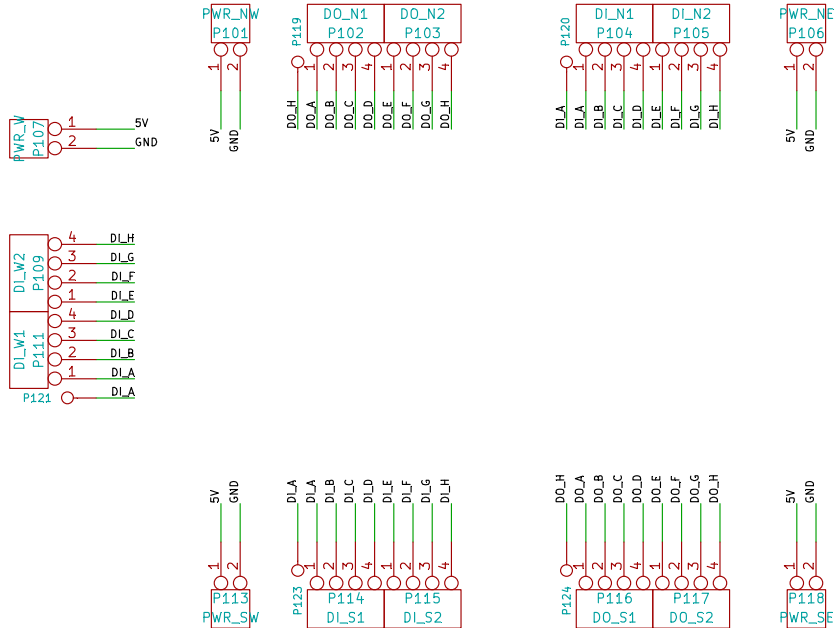 PWR_NW
P101
1
2
5V
GND
P119
DO_H
DO_N1
P102
1
2
3
4
DO_A
DO_B
DO_C
DO_D
DO_N2
P103
1
2
3
4
DO_E
DO_F
DO_G
DO_H
P120
DI_A
DI_N1
P104
1
2
3
4
DI_A
DI_B
DI_C
DI_D
DI_N2
P105
1
2
3
4
DI_E
DI_F
DI_G
DI_H
PWR_NE
P106
1
2
5V
GND
PWR_W
P107
1
5V
2
GND
DI_W2
P109
4
DI_H
3
DI_G
2
DI_F
1
DI_E
DI_W1
P111
4
DI_D
3
DI_C
2
DI_B
1
DI_A
P121
DI_A
5V
GND
1
2
P113
PWR_SW
DI_A
P123
DI_A
DI_B
DI_C
DI_D
1
2
3
4
P114
DI_S1
DI_E
DI_F
DI_G
DI_H
1
2
3
4
P115
DI_S2
DO_H
P124
DO_A
DO_B
DO_C
DO_D
1
2
3
4
P116
DO_S1
DO_E
DO_F
DO_G
DO_H
1
2
3
4
P117
DO_S2
5V
GND
1
2
P118
PWR_SE